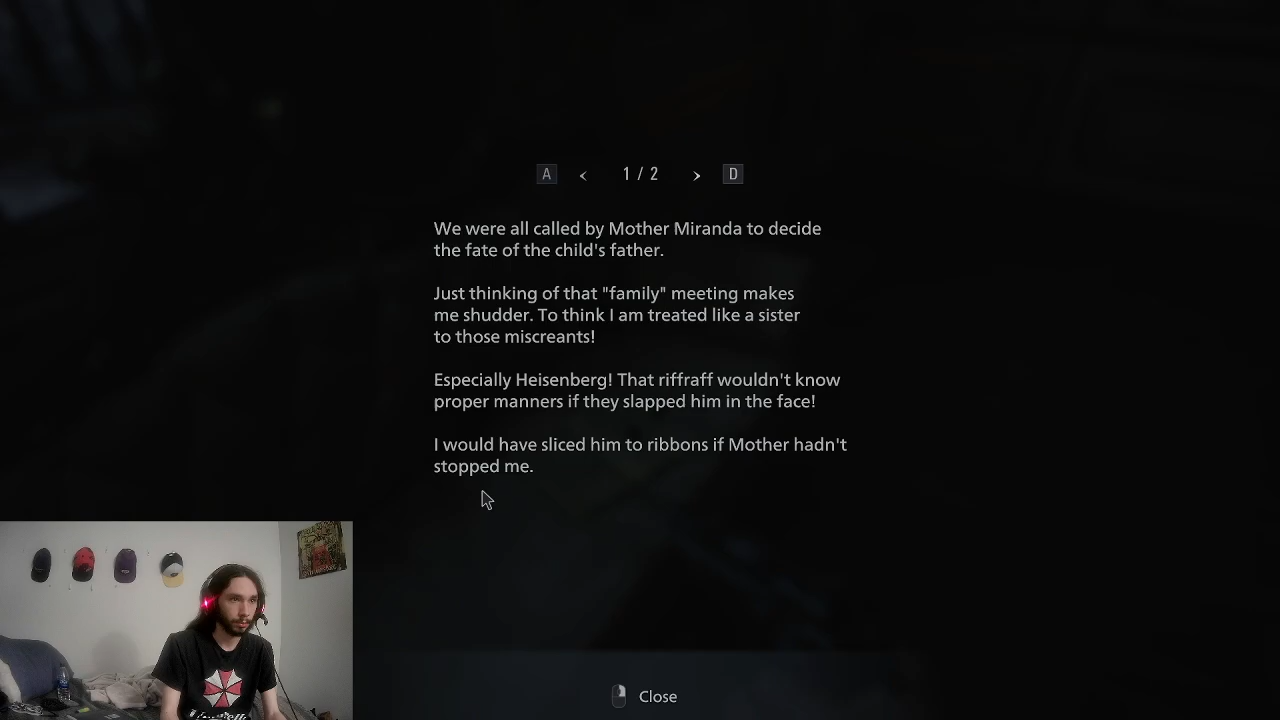 A < 1 / 2 > D
We were all called by Mother Miranda to decide
the fate of the child's father.
Just thinking of that "family" meeting makes
me shudder. To think I am treated like a sister
to those miscreants!
Especially Heisenberg! That riffraff wouldn't know
proper manners if they slapped him in the face!
I would have sliced him to ribbons if Mother hadn't
stopped me.
Close